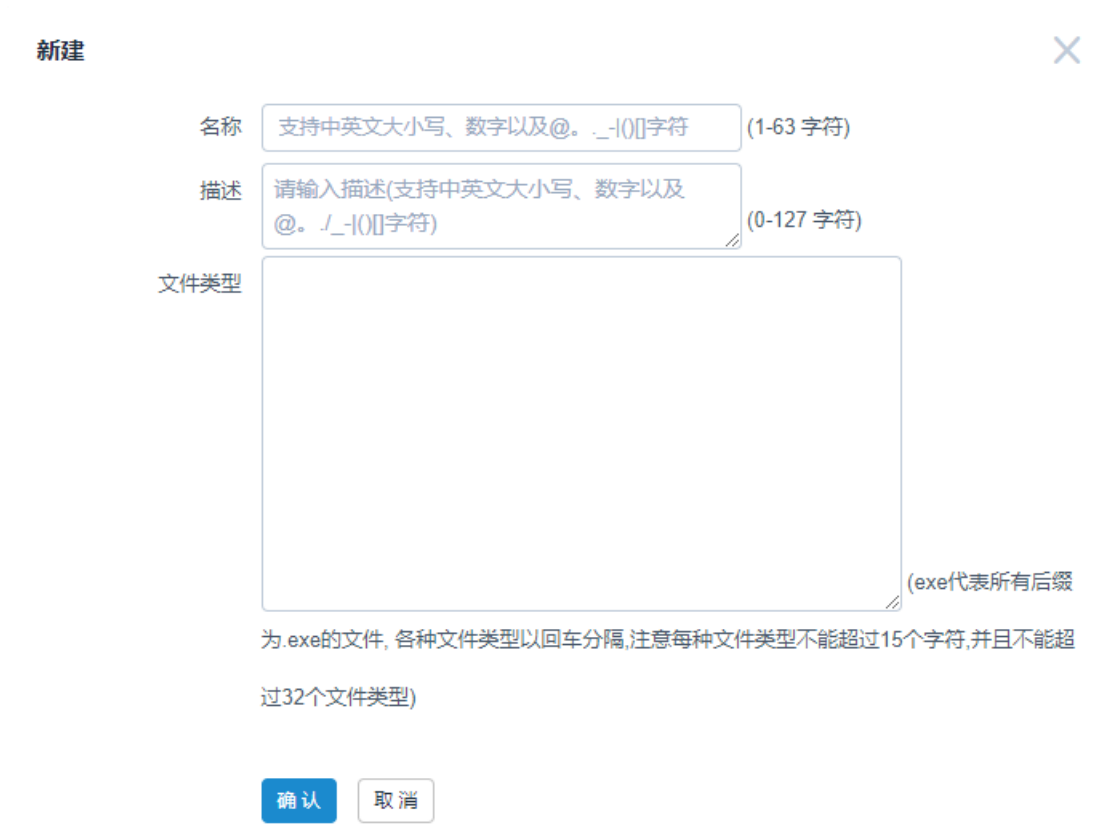 新建
名称 支持中英文大小写、数字以及@。._-|()[]字符 (1-63 字符)
描述 请输入描述(支持中英文大小写、数字以及
@。./_-|()[]字符) (0-127 字符)
文件类型
(exe代表所有后缀
为.exe的文件, 各种文件类型以回车分隔,注意每种文件类型不能超过15个字符,并且不能超
过32个文件类型)
确 认 取 消